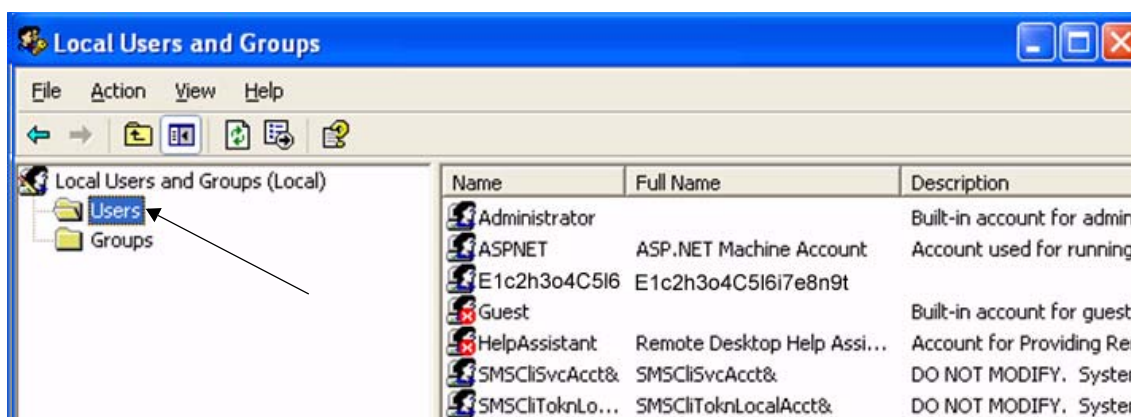 Local Users and Groups
File Action View Help
Local Users and Groups (Local)
Users
Groups
Name Full Name Description
Administrator Built-in account for admin
ASPNET ASP.NET Machine Account Account used for running
E1c2h3o4C5l6 E1c2h3o4C5l6i7e8n9t
Guest Built-in account for guest
HelpAssistant Remote Desktop Help Assi... Account for Providing Re
SMSCliSvcAcct& SMSCliSvcAcct& DO NOT MODIFY. System
SMSCliToknLo... SMSCliToknLocalAcct& DO NOT MODIFY. System